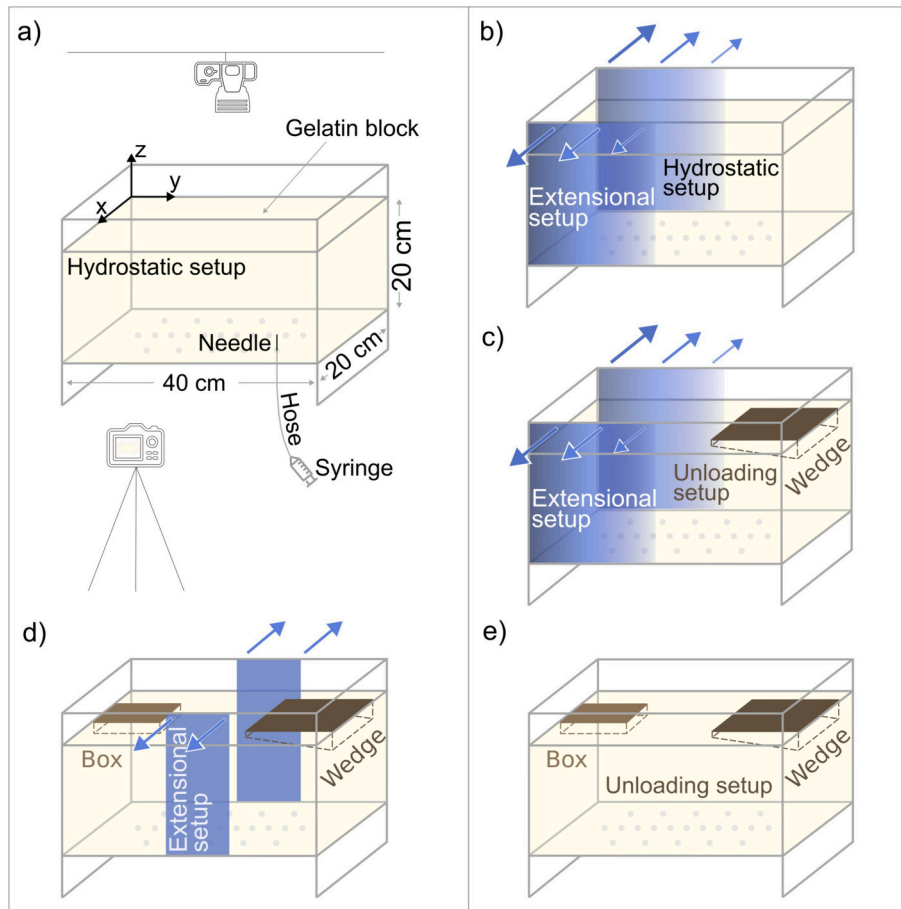 a)
Gelatin block
z
y
x
Hydrostatic setup
20 cm
Needle
20 cm
40 cm
Hose
Syringe
b)
Hydrostatic
setup
Extensional
setup
c)
Unloading
setup
Wedge
Extensional
setup
d)
Box
Extensional
setup
Wedge
e)
Box
Unloading setup
Wedge